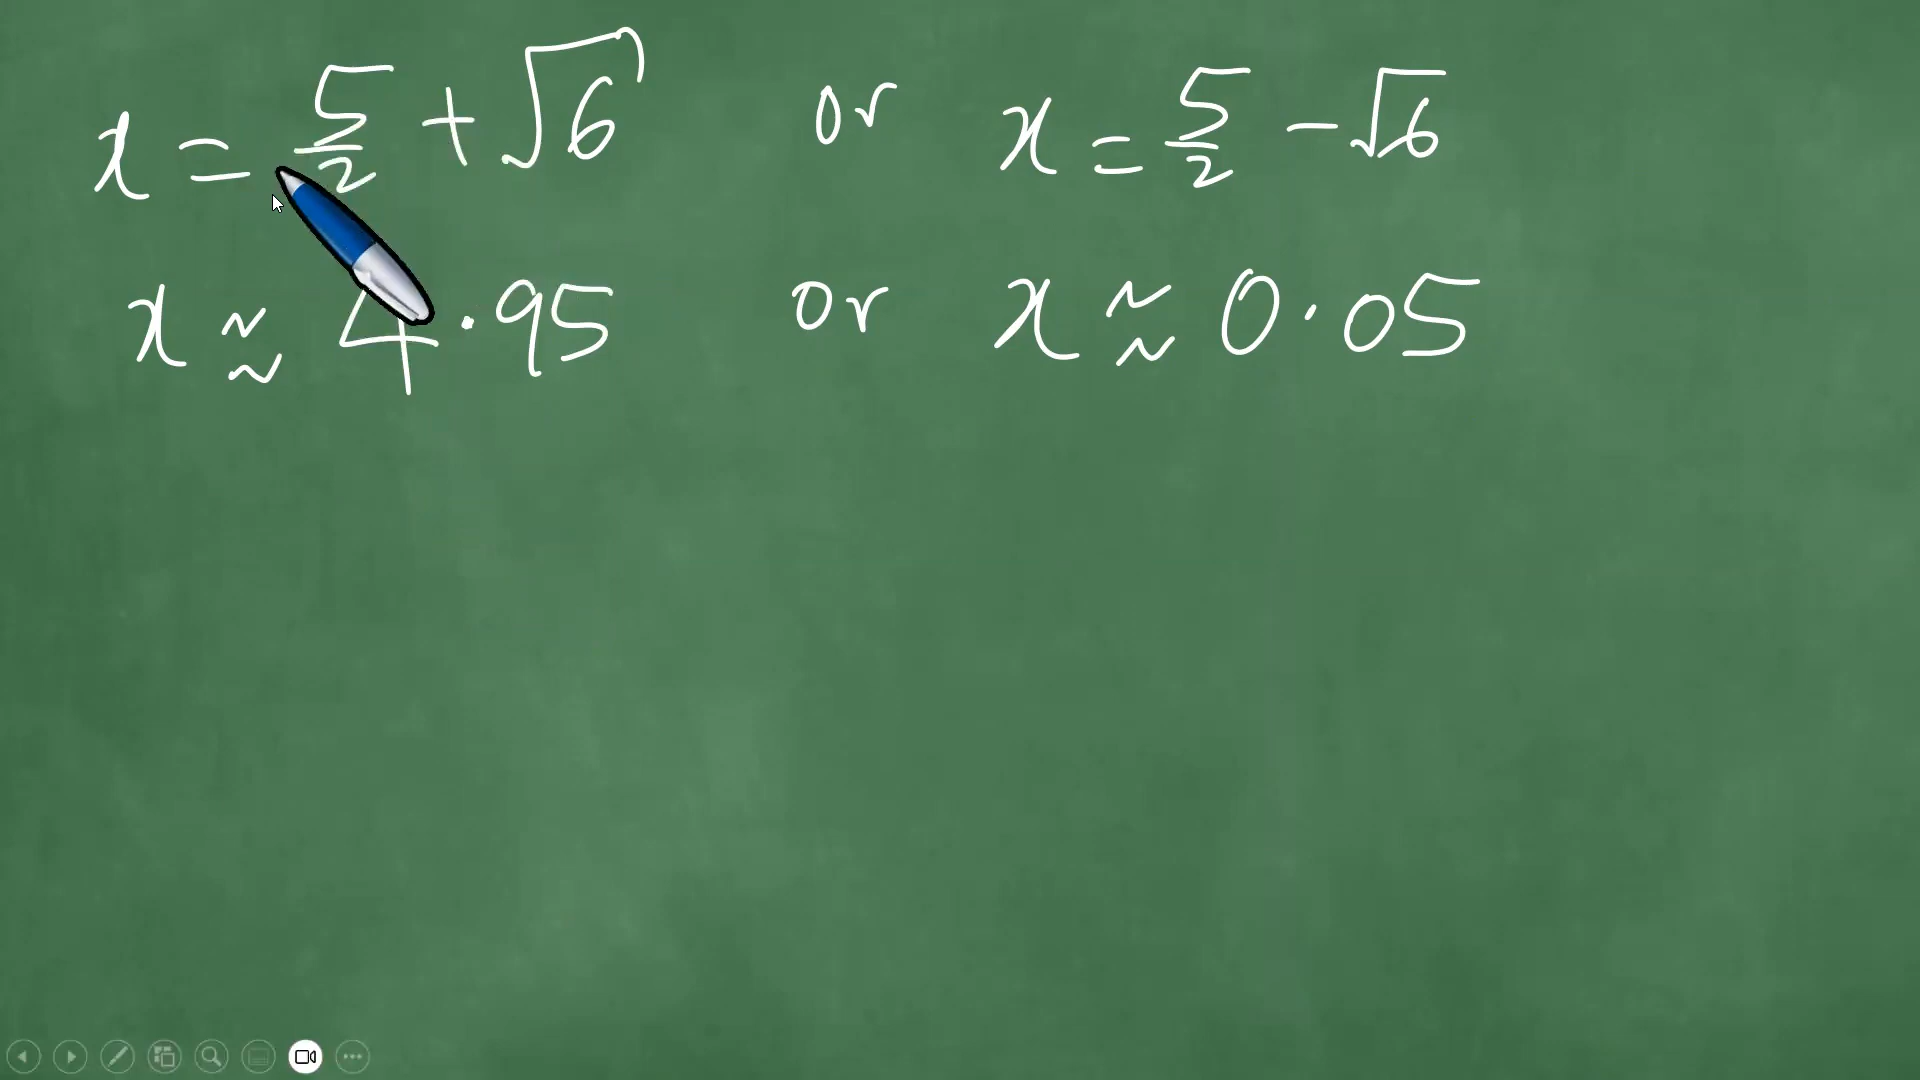 x = 5/2 + √6 or x = 5/2 - √6
x ≈ 4.95 or x ≈ 0.05